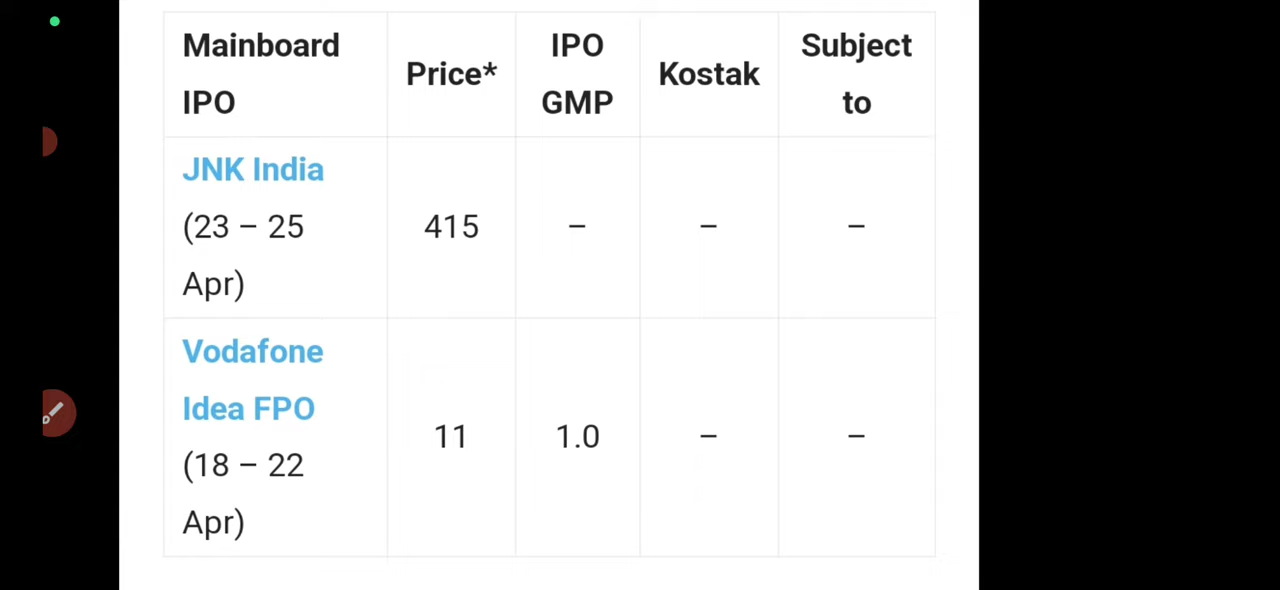 Mainboard
IPO
Price*
IPO
GMP
Kostak
Subject
to
JNK India
(23 – 25
Apr)
415
–
–
–
Vodafone
Idea FPO
(18 – 22
Apr)
11
1.0
–
–